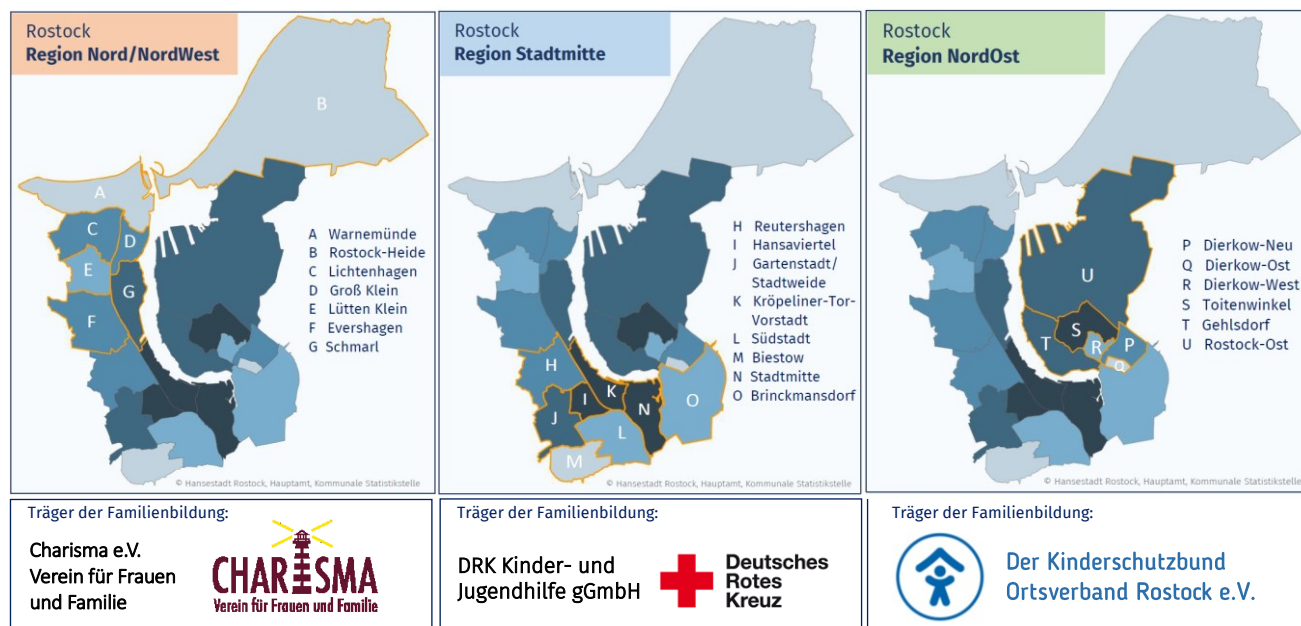 Rostock
Region Nord/NordWest
B
A
C
D
E
G
F
A Warnemünde
B Rostock-Heide
C Lichtenhagen
D Groß Klein
E Lütten Klein
F Evershagen
G Schmarl
© Hansestadt Rostock, Hauptamt, Kommunale Statistikstelle
Träger der Familienbildung:
Charisma e.V.
Verein für Frauen
und Familie
CHARISMA
Verein für Frauen und Familie
Rostock
Region Stadtmitte
H
K
I
N
O
J
L
M
H Reutershagen
I Hansaviertel
J Gartenstadt/
Stadtweide
K Kröpeliner-Tor-
Vorstadt
L Südstadt
M Biestow
N Stadtmitte
O Brinckmansdorf
© Hansestadt Rostock, Hauptamt, Kommunale Statistikstelle
Träger der Familienbildung:
DRK Kinder- und
Jugendhilfe gGmbH
Deutsches
Rotes
Kreuz
Rostock
Region NordOst
U
S
T
R
P
Q
P Dierkow-Neu
Q Dierkow-Ost
R Dierkow-West
S Toitenwinkel
T Gehlsdorf
U Rostock-Ost
© Hansestadt Rostock, Hauptamt, Kommunale Statistikstelle
Träger der Familienbildung:
Der Kinderschutzbund
Ortsverband Rostock e.V.